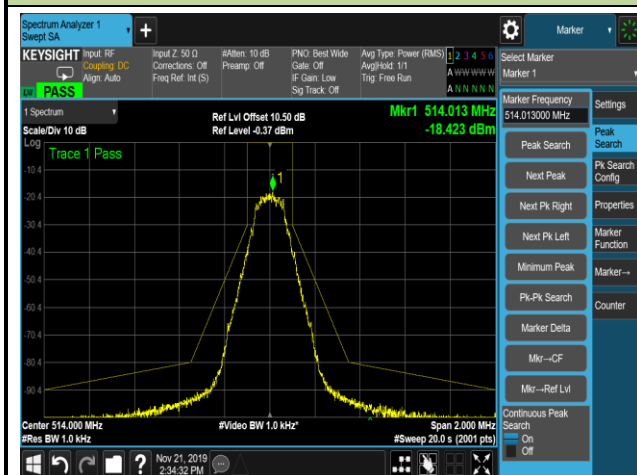 Spectrum Analyzer 1
Swept SA
+
Marker
KEYSIGHT
Input: RF
Coupling: DC
Align: Auto
Input Z: 50 Ω
Corrections: Off
Freq Ref: Int (S)
#Atten: 10 dB
Preamp: Off
PNO: Best Wide
Gate: Off
IF Gain: Low
Sig Track: Off
Avg Type: Power (RMS)
Avg|Hold: 1/1
Trig: Free Run
1 2 3 4 5 6
A W W W W W
A N N N N N
PASS
Select Marker
Marker 1
1 Spectrum
Scale/Div 10 dB
Ref Lvl Offset 10.50 dB
Ref Level -0.37 dBm
Mkr1 514.013 MHz
-18.423 dBm
Log
Trace 1 Pass
1
-10.4
-20.4
-30.4
-40.4
-50.4
-60.4
-70.4
-80.4
-90.4
Center 514.000 MHz
#Res BW 1.0 kHz
#Video BW 1.0 kHz*
Span 2.000 MHz
#Sweep 20.0 s (2001 pts)
Marker Frequency
514.013000 MHz
Peak Search
Next Peak
Next Pk Right
Next Pk Left
Minimum Peak
Pk-Pk Search
Marker Delta
Mkr→CF
Mkr→Ref Lvl
Continuous Peak
Search
On
Off
Settings
Peak
Search
Pk Search
Config
Properties
Marker
Function
Marker→
Counter
?
Nov 21, 2019
2:34:32 PM